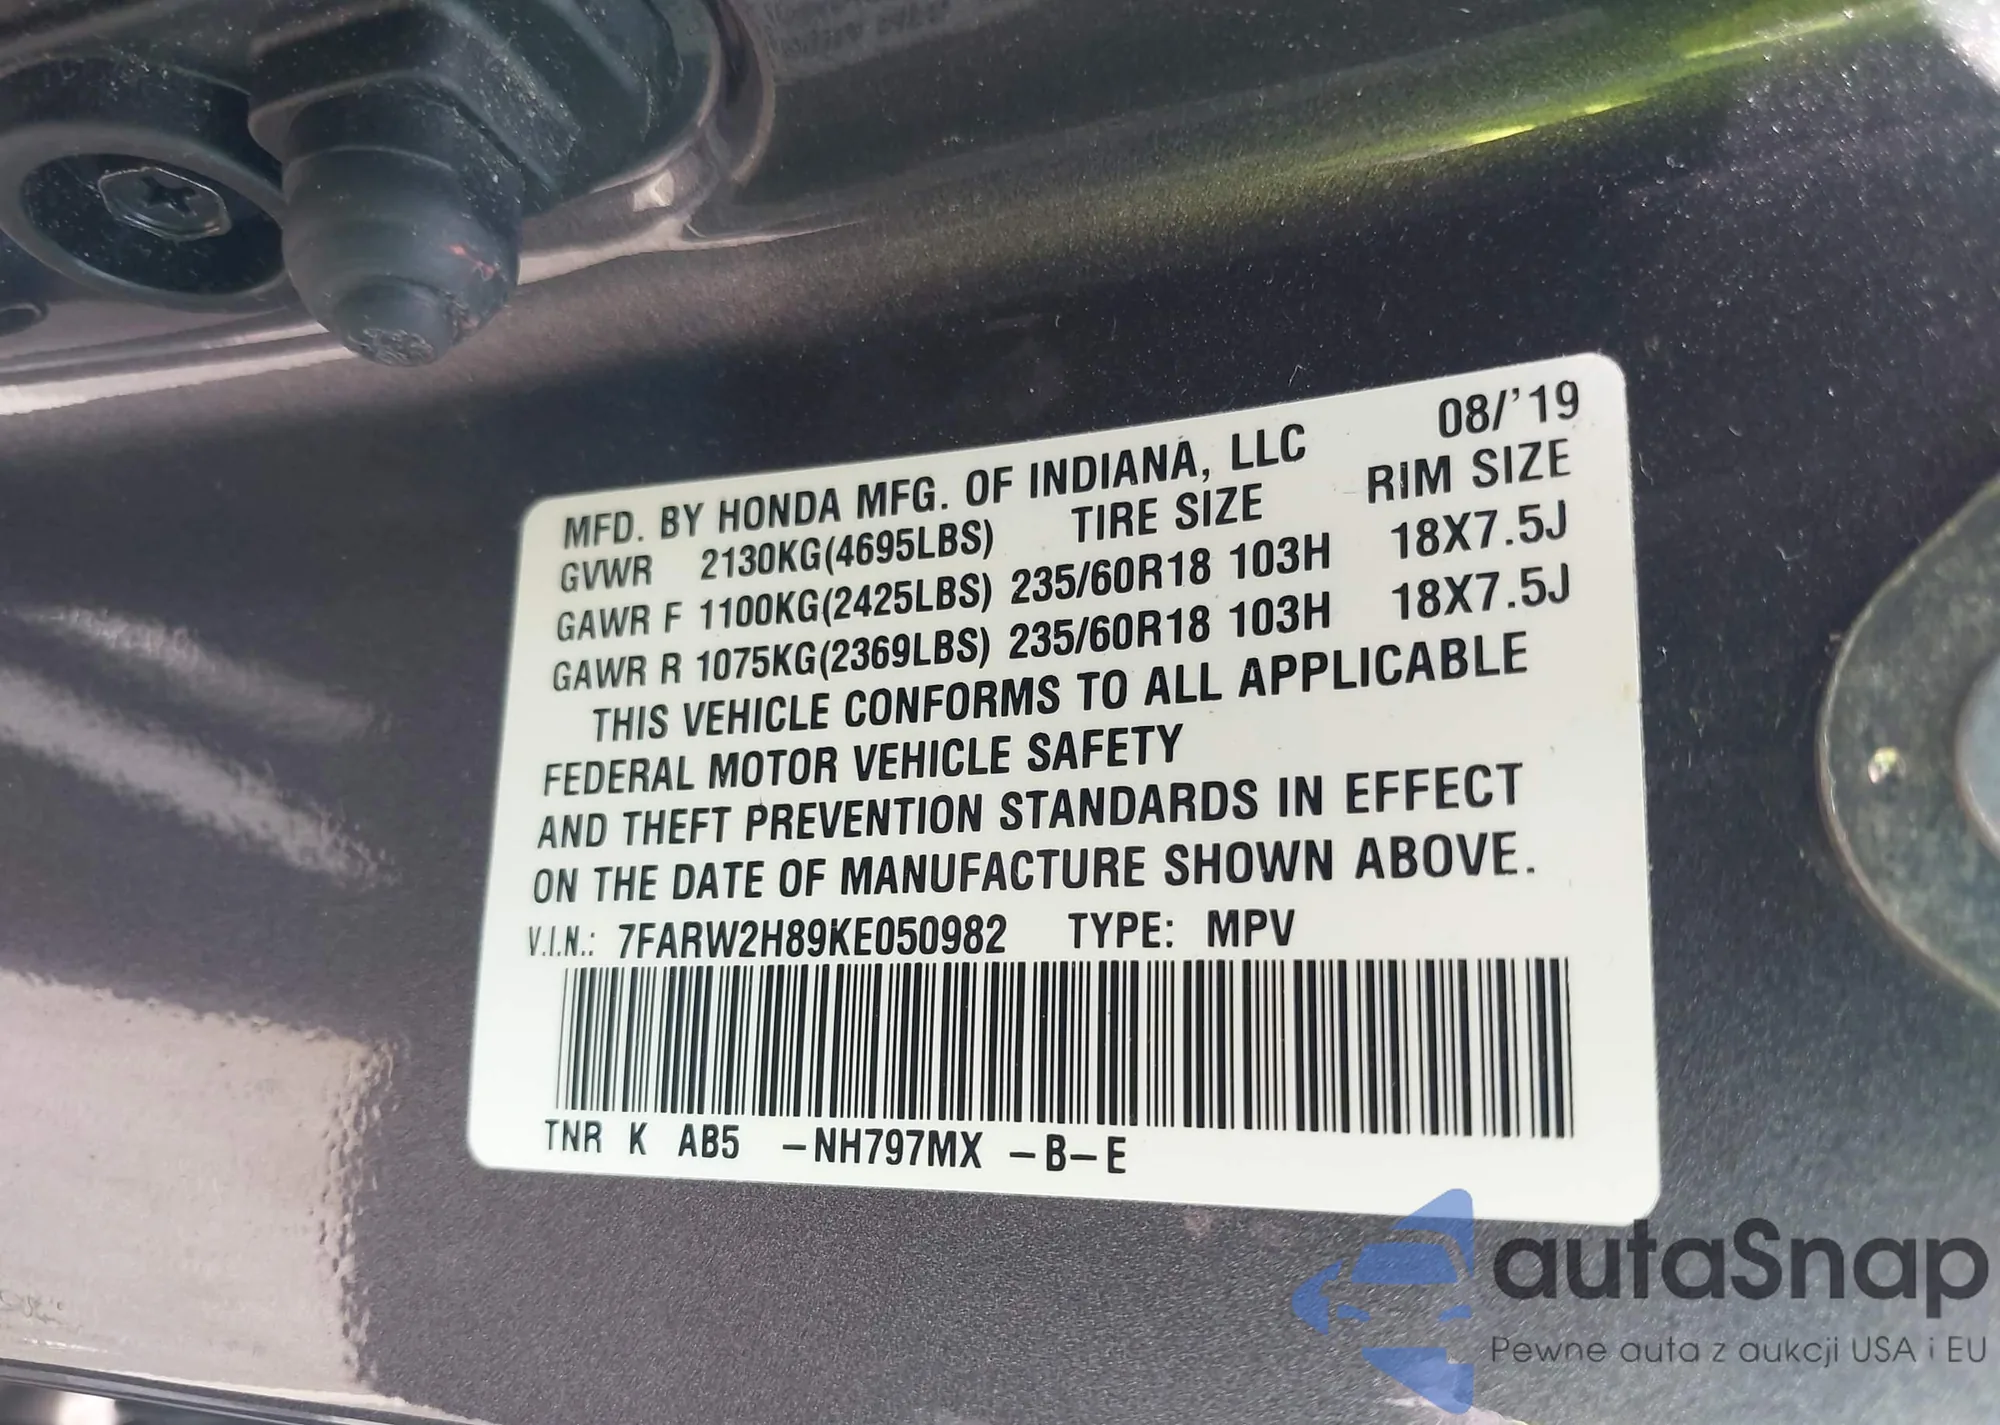 MFD. BY HONDA MFG. OF INDIANA, LLC 08/'19
GVWR 2130KG(4695LBS) TIRE SIZE RIM SIZE
GAWR F 1100KG(2425LBS) 235/60R18 103H 18X7.5J
GAWR R 1075KG(2369LBS) 235/60R18 103H 18X7.5J
THIS VEHICLE CONFORMS TO ALL APPLICABLE
FEDERAL MOTOR VEHICLE SAFETY
AND THEFT PREVENTION STANDARDS IN EFFECT
ON THE DATE OF MANUFACTURE SHOWN ABOVE.
V.I.N.: 7FARW2H89KE050982 TYPE: MPV
TNR K AB5 -NH797MX -B-E
autaSnap
Pewne auta z aukcji USA i EU